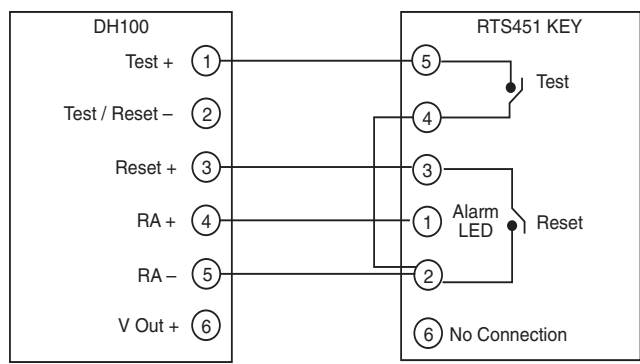 DH100
RTS451 KEY
Test + 1
5
Test
Test / Reset – 2
4
Reset + 3
3
RA + 4
1
Alarm
LED
Reset
RA – 5
2
V Out + 6
6 No Connection